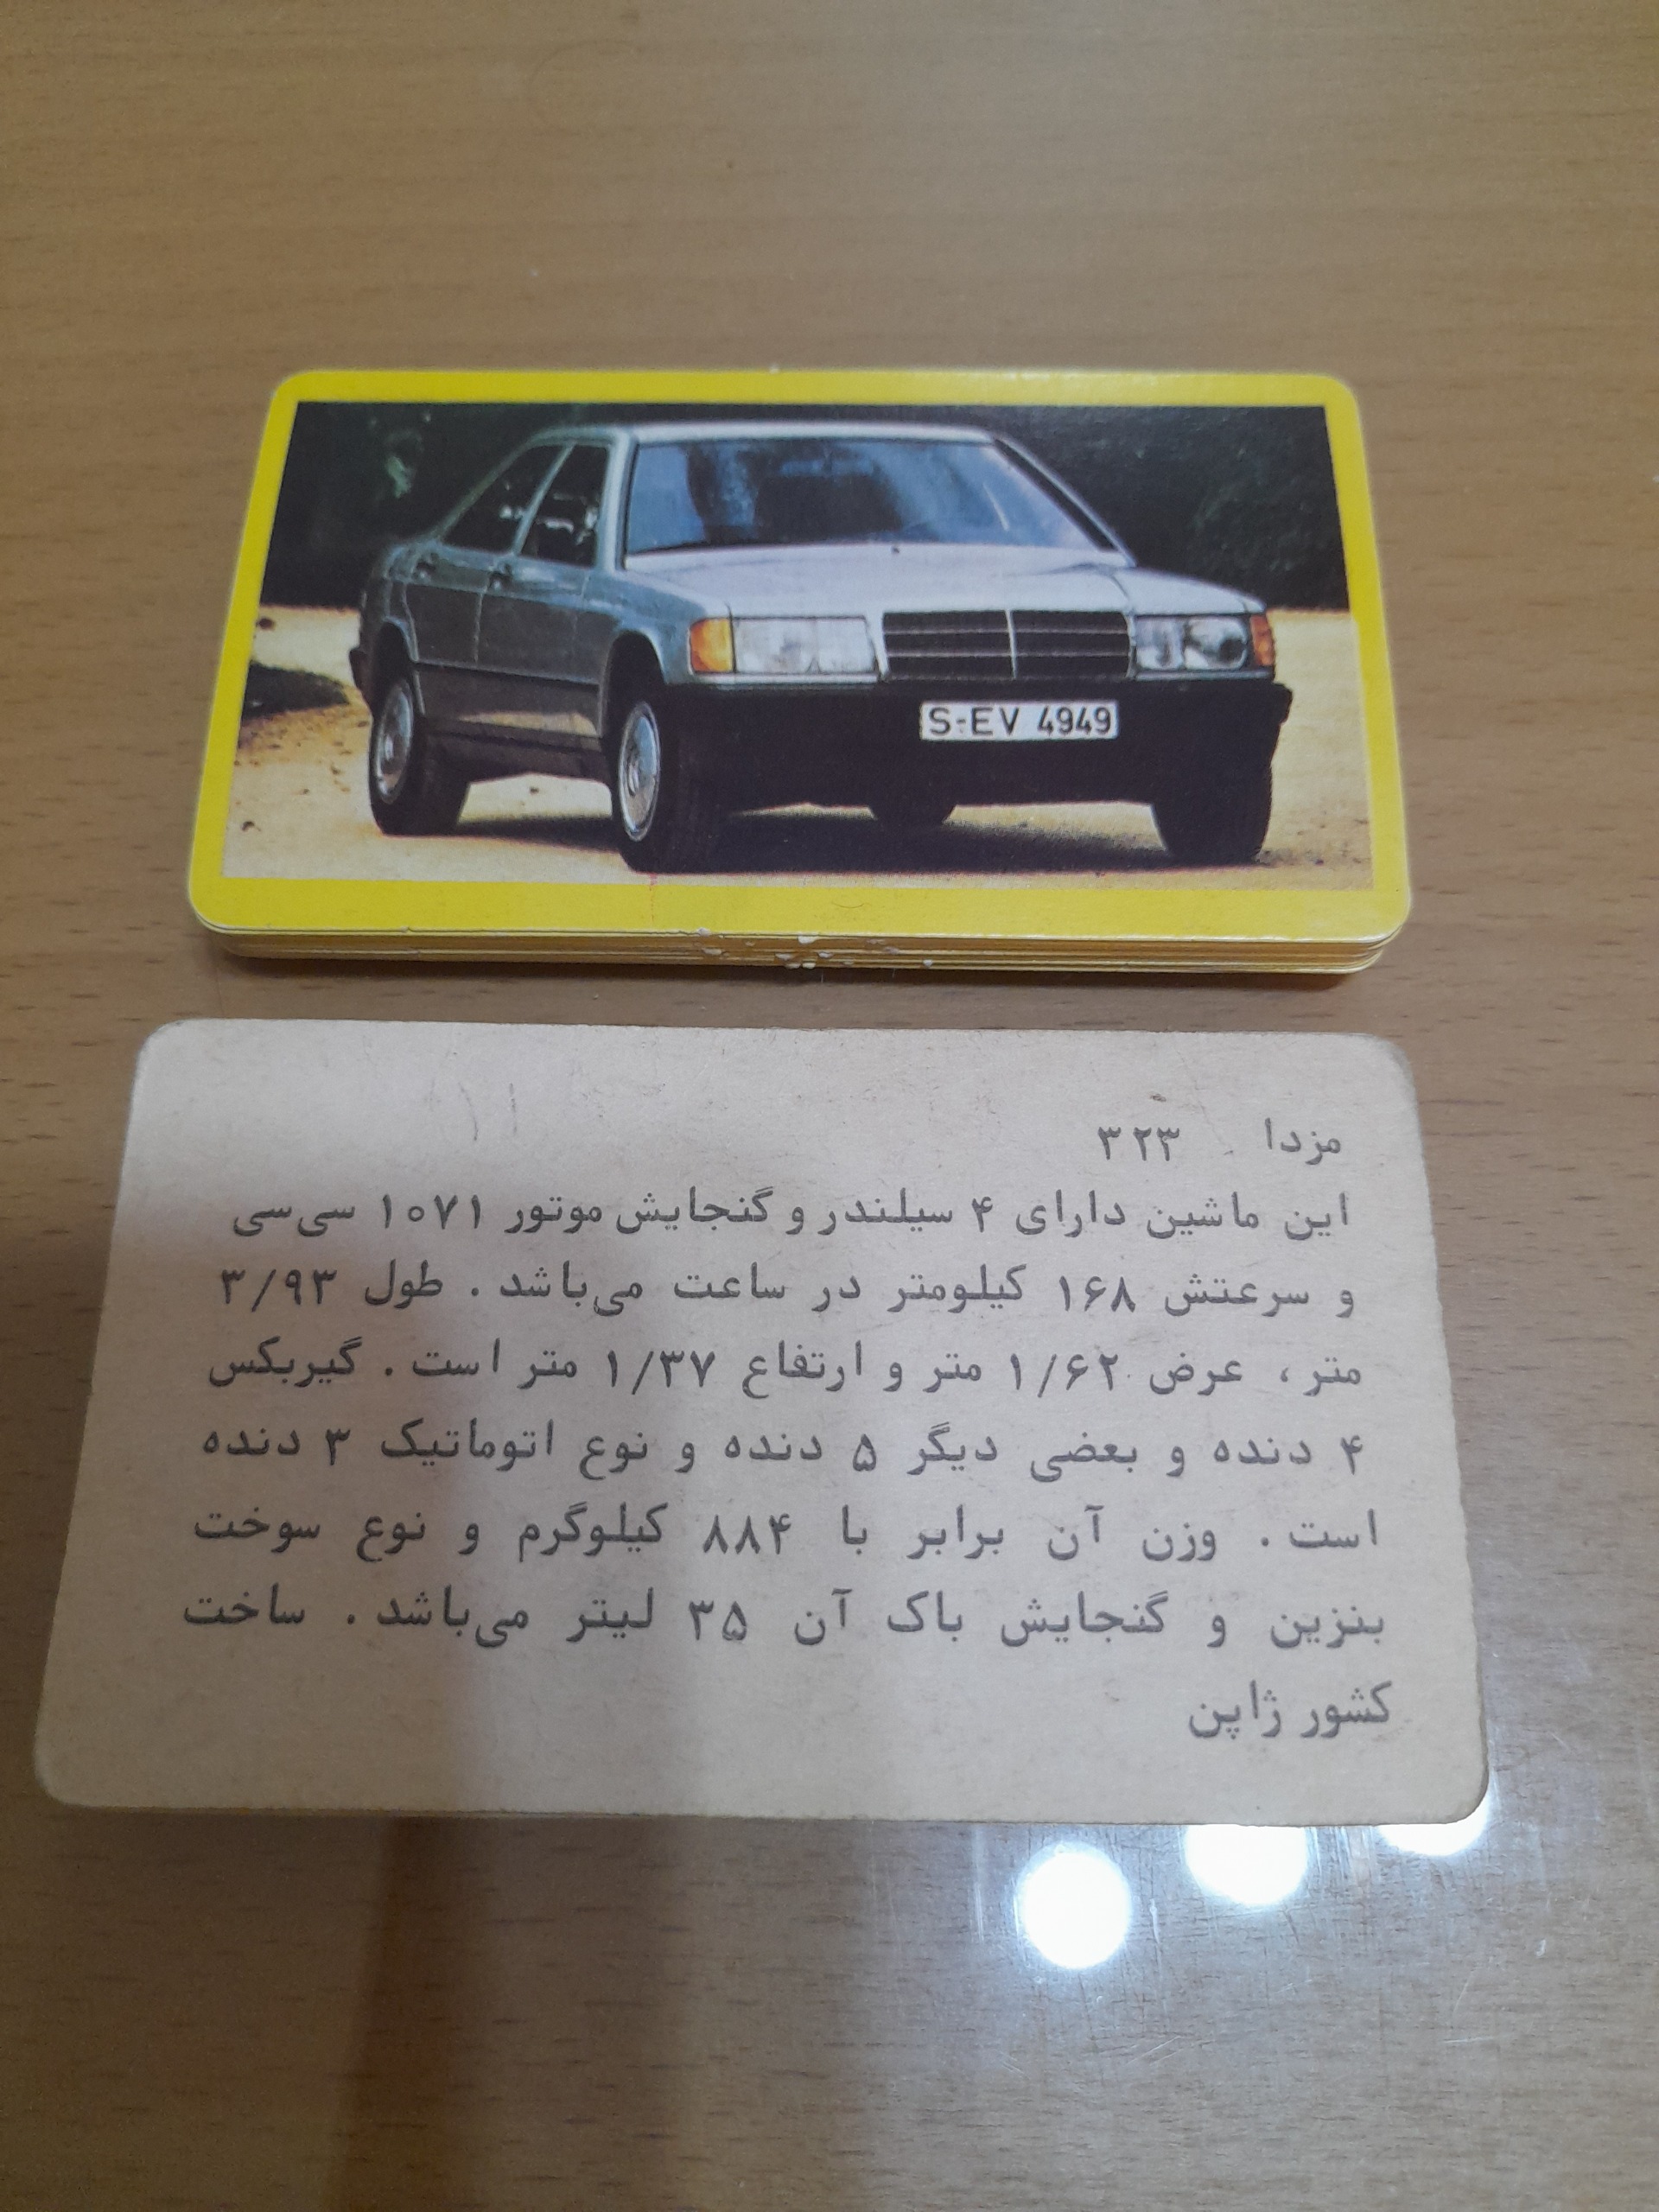 S-EV 4949
مزدا ۳۲۳
این ماشین دارای ۴ سیلندر و گنجایش موتور ۱۰۷۱ سی‌سی
و سرعتش ۱۶۸ کیلومتر در ساعت می‌باشد. طول ۳/۹۳
متر، عرض ۱/۶۲ متر و ارتفاع ۱/۳۷ متر است. گیربکس
۴ دنده و بعضی دیگر ۵ دنده و نوع اتوماتیک ۳ دنده
است. وزن آن برابر با ۸۸۴ کیلوگرم و نوع سوخت
بنزین و گنجایش باک آن ۳۵ لیتر می‌باشد. ساخت
کشور ژاپن